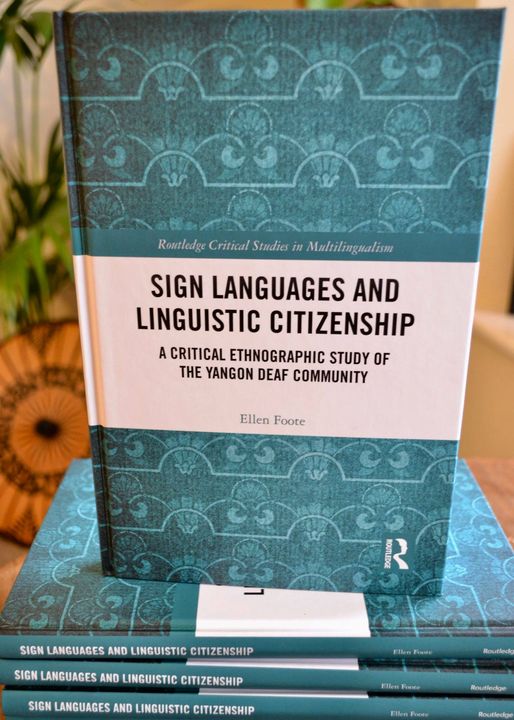 Routledge Critical Studies in Multilingualism
SIGN LANGUAGES AND
LINGUISTIC CITIZENSHIP
A CRITICAL ETHNOGRAPHIC STUDY OF
THE YANGON DEAF COMMUNITY
Ellen Foote
ROUTLEDGE
SIGN LANGUAGES AND LINGUISTIC CITIZENSHIP Ellen Foote Routledge
SIGN LANGUAGES AND LINGUISTIC CITIZENSHIP Ellen Foote Routledge
SIGN LANGUAGES AND LINGUISTIC CITIZENSHIP Ellen Foote